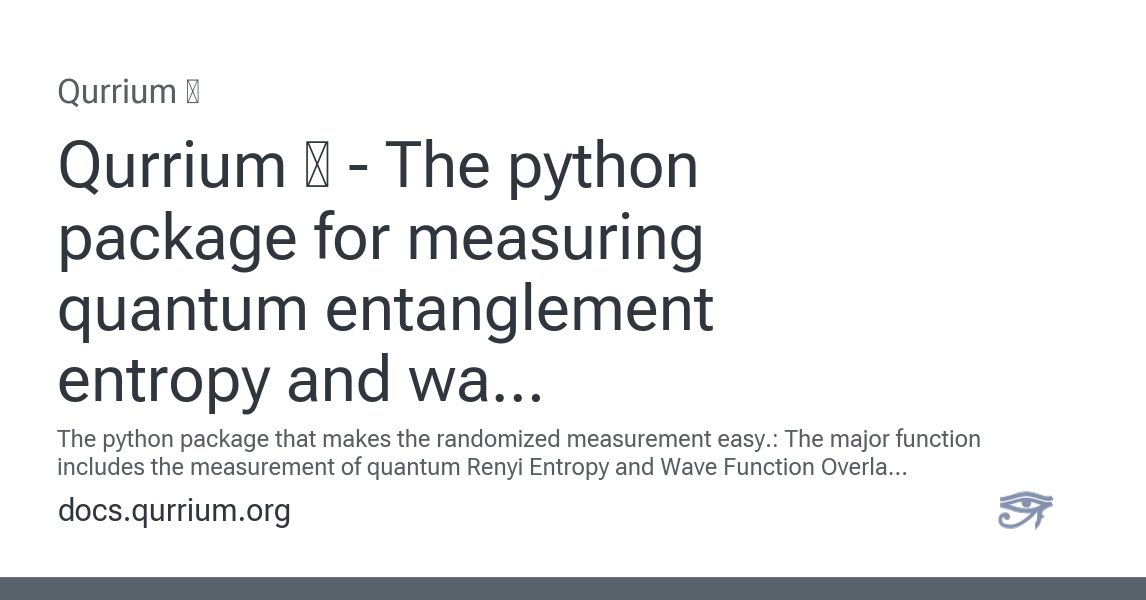 Qurrium
Qurrium - The python
package for measuring
quantum entanglement
entropy and wa...
The python package that makes the randomized measurement easy.: The major function
includes the measurement of quantum Renyi Entropy and Wave Function Overla...
docs.qurrium.org